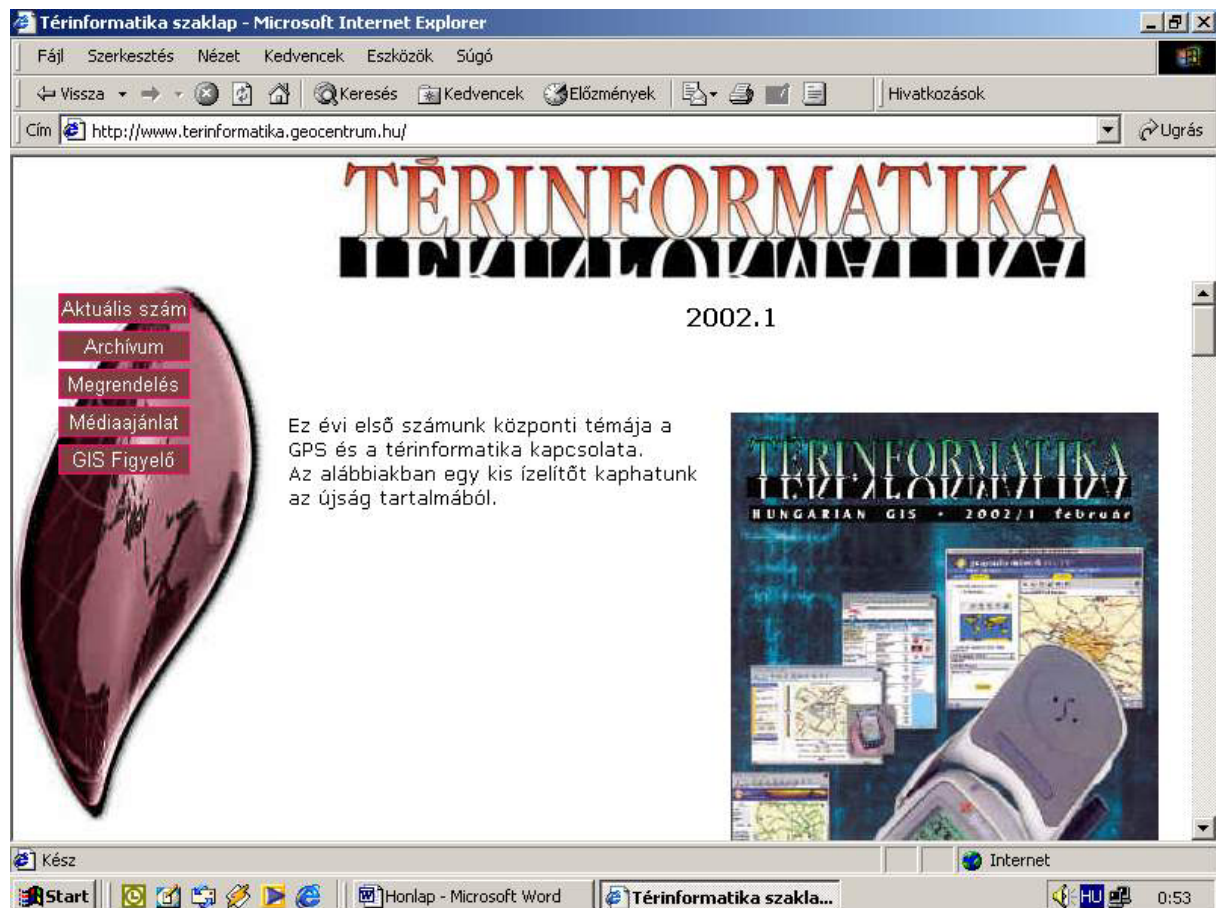 Térinformatika szaklap - Microsoft Internet Explorer
Fájl Szerkesztés Nézet Kedvencek Eszközök Súgó
Vissza Keresés Kedvencek Előzmények Hivatkozások
Cím http://www.terinformatika.geocentrum.hu/ Ugrás
TÉRINFORMATIKA
2002.1
Aktuális szám
Archívum
Megrendelés
Médiaajánlat
GIS Figyelő
Ez évi első számunk központi témája a
GPS és a térinformatika kapcsolata.
Az alábbiakban egy kis ízelítőt kaphatunk
az újság tartalmából.
TÉRINFORMATIKA
HUNGARIAN GIS • 2002/1 február
Kész Internet
Start Honlap - Microsoft Word Térinformatika szakla... HU 0:53